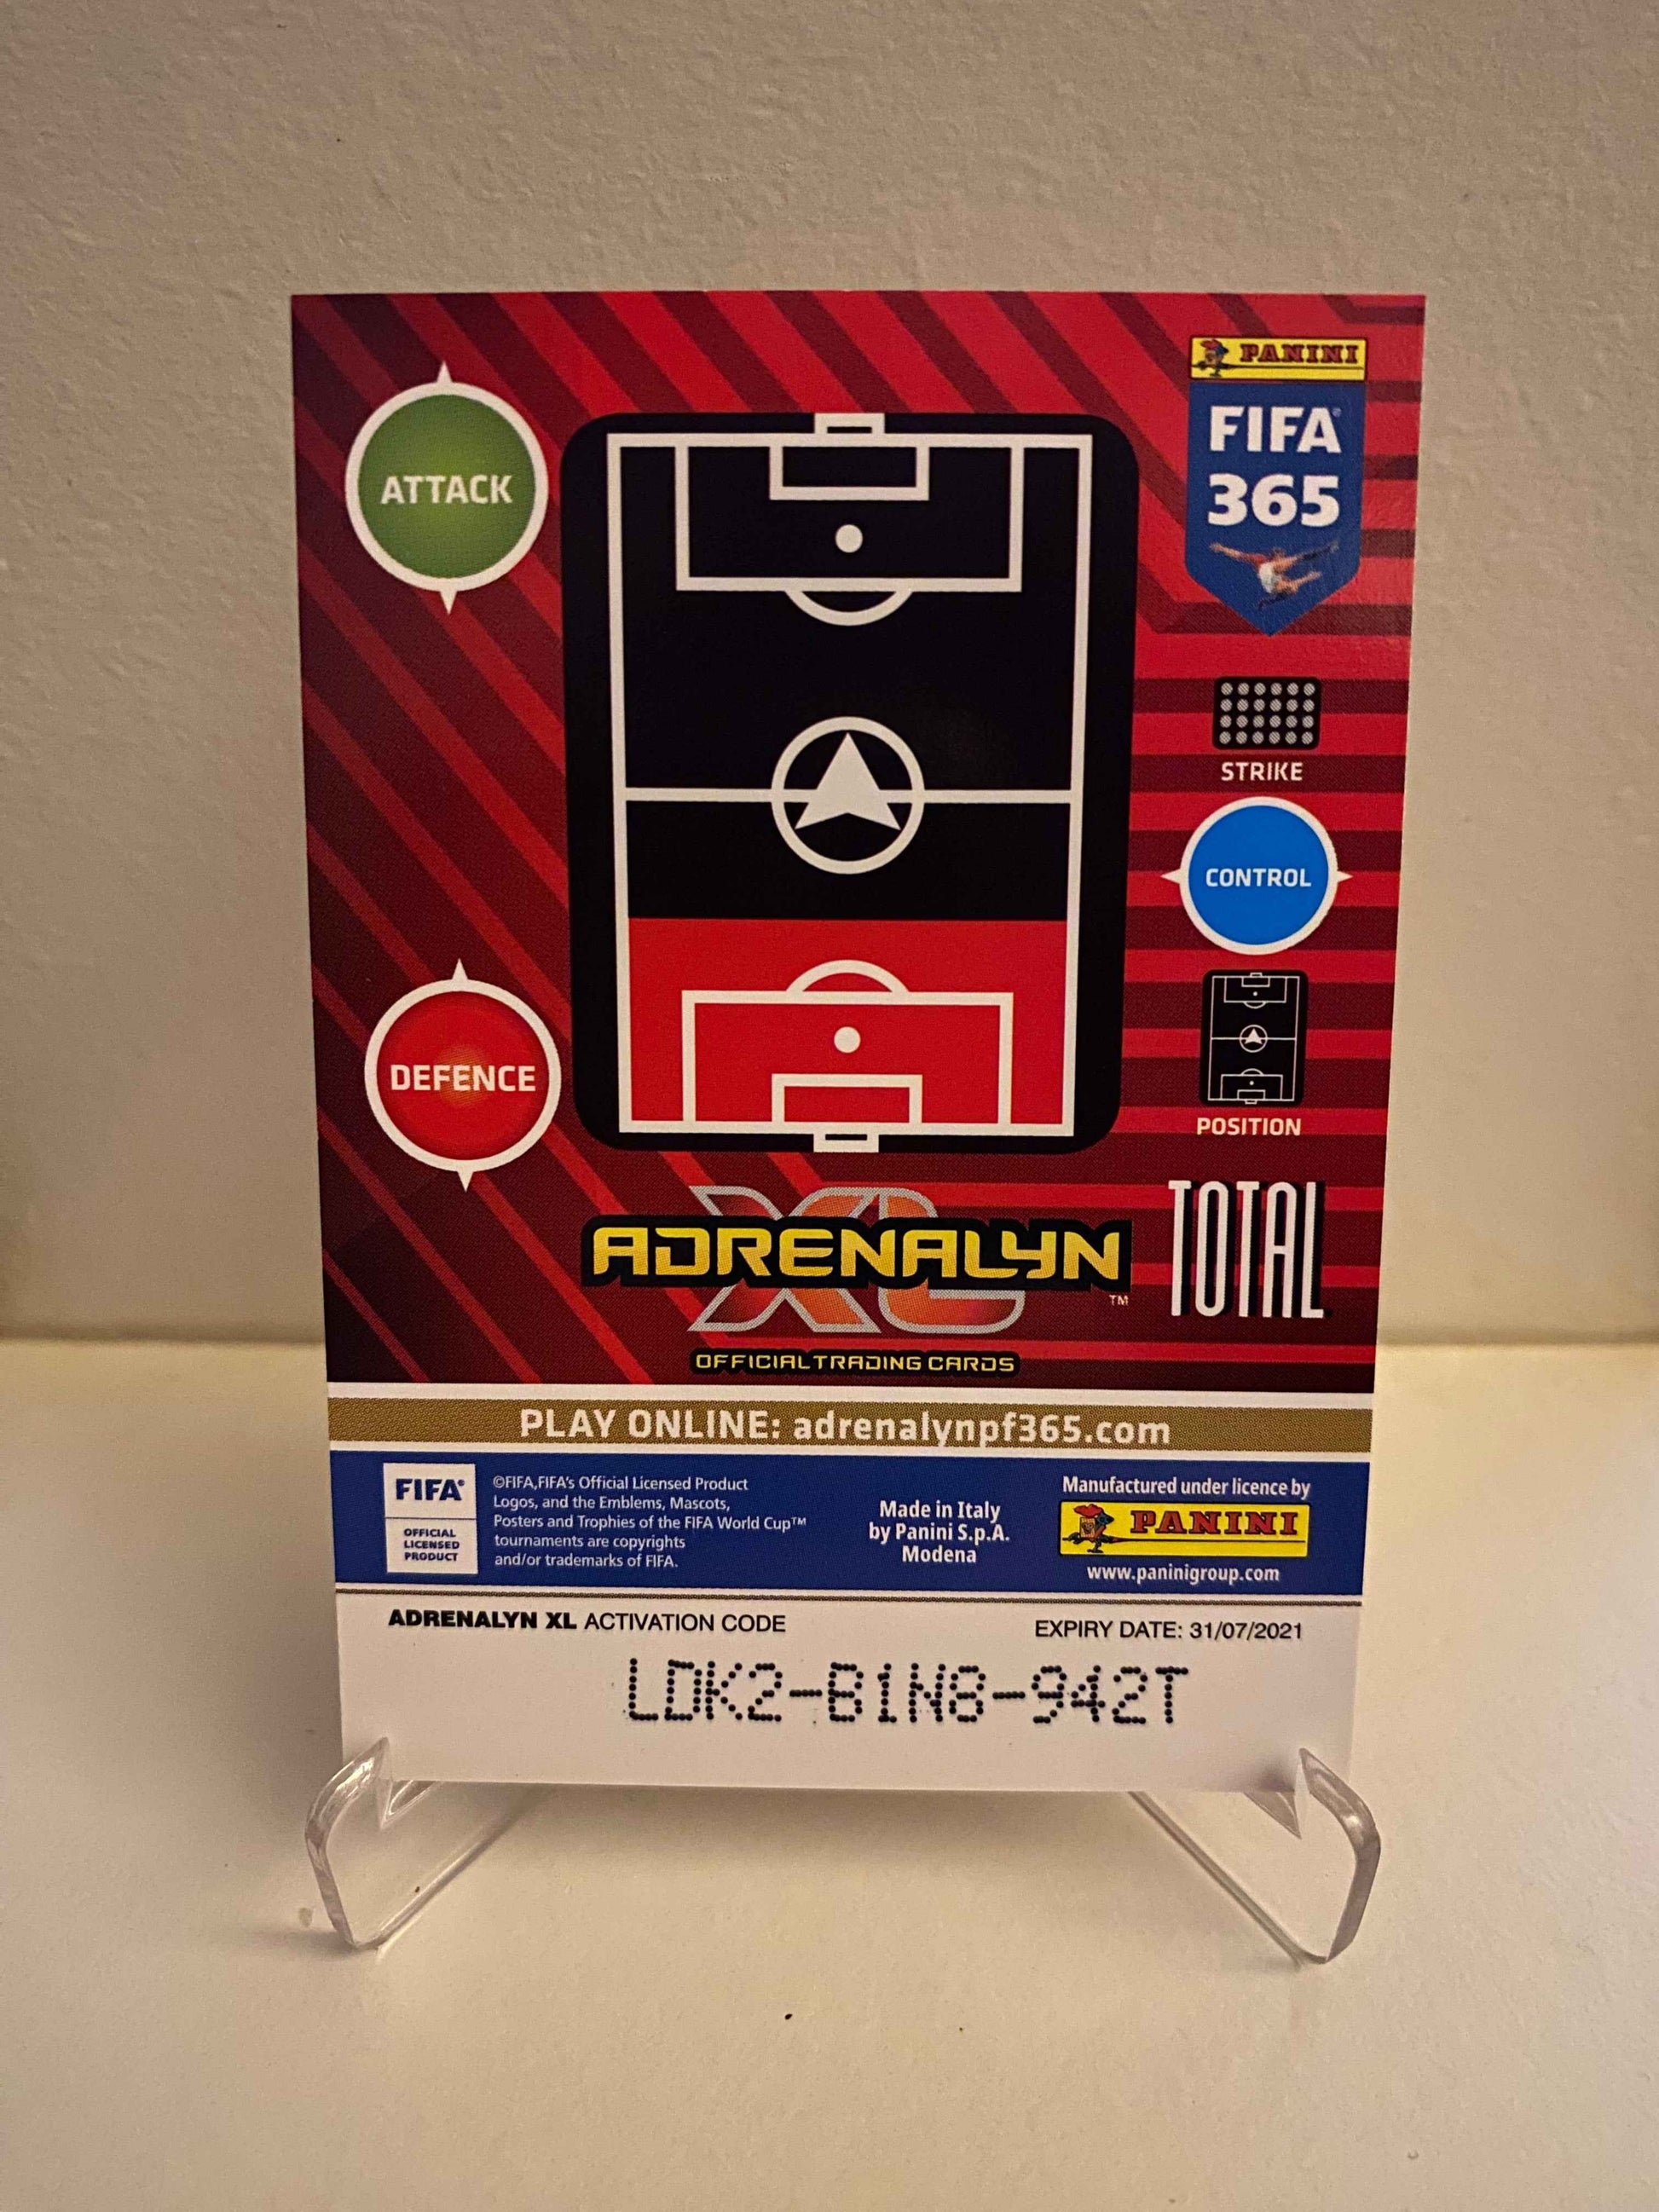 PANINI
FIFA
365
ATTACK
STRIKE
CONTROL
DEFENCE
POSITION
ADRENALYN
XL
TM
TOTAL
OFFICIAL TRADING CARDS
PLAY ONLINE: adrenalynpf365.com
FIFA®
OFFICIAL
LICENSED
PRODUCT
©FIFA,FIFA's Official Licensed Product
Logos, and the Emblems, Mascots,
Posters and Trophies of the FIFA World Cup™
tournaments are copyrights
and/or trademarks of FIFA.
Made in Italy
by Panini S.p.A.
Modena
Manufactured under licence by
PANINI
www.paninigroup.com
ADRENALYN XL ACTIVATION CODE
EXPIRY DATE: 31/07/2021
LDK2-B1N8-942T